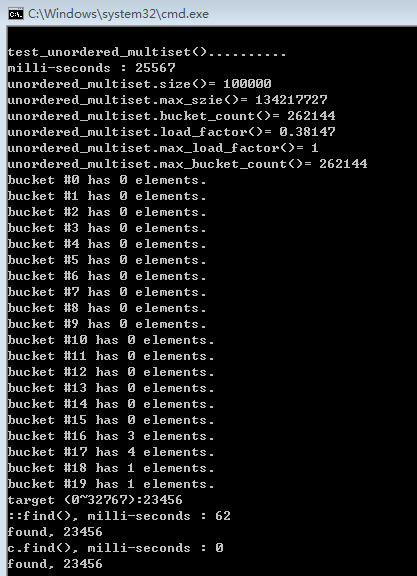 C:\Windows\system32\cmd.exe
test_unordered_multiset()..........
milli-seconds : 25567
unordered_multiset.size()= 100000
unordered_multiset.max_szie()= 134217727
unordered_multiset.bucket_count()= 262144
unordered_multiset.load_factor()= 0.38147
unordered_multiset.max_load_factor()= 1
unordered_multiset.max_bucket_count()= 262144
bucket #0 has 0 elements.
bucket #1 has 0 elements.
bucket #2 has 0 elements.
bucket #3 has 0 elements.
bucket #4 has 0 elements.
bucket #5 has 0 elements.
bucket #6 has 0 elements.
bucket #7 has 0 elements.
bucket #8 has 0 elements.
bucket #9 has 0 elements.
bucket #10 has 0 elements.
bucket #11 has 0 elements.
bucket #12 has 0 elements.
bucket #13 has 0 elements.
bucket #14 has 0 elements.
bucket #15 has 0 elements.
bucket #16 has 3 elements.
bucket #17 has 4 elements.
bucket #18 has 1 elements.
bucket #19 has 1 elements.
target (0~32767):23456
::find(), milli-seconds : 62
found, 23456
c.find(), milli-seconds : 0
found, 23456